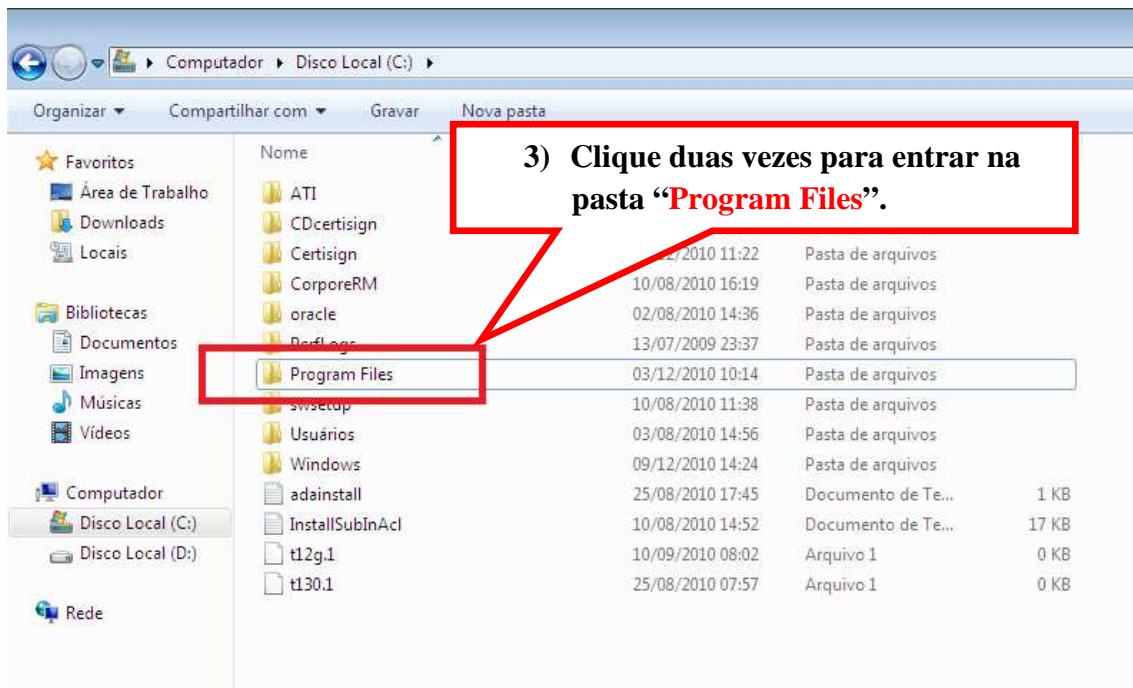 Computador Disco Local (C:)
Organizar Compartilhar com Gravar Nova pasta
3) Clique duas vezes para entrar na
pasta “Program Files”.
Favoritos
Área de Trabalho
Downloads
Locais
Bibliotecas
Documentos
Imagens
Músicas
Vídeos
Computador
Disco Local (C:)
Disco Local (D:)
Rede
Nome
ATI
CDcertisign
Certisign /2010 11:22 Pasta de arquivos
CorporeRM 10/08/2010 16:19 Pasta de arquivos
oracle 02/08/2010 14:36 Pasta de arquivos
PerfLogs 13/07/2009 23:37 Pasta de arquivos
Program Files 03/12/2010 10:14 Pasta de arquivos
swsetup 10/08/2010 11:38 Pasta de arquivos
Usuários 03/08/2010 14:56 Pasta de arquivos
Windows 09/12/2010 14:24 Pasta de arquivos
adainstall 25/08/2010 17:45 Documento de Te... 1 KB
InstallSubInAcl 10/08/2010 14:52 Documento de Te... 17 KB
t12g.1 10/09/2010 08:02 Arquivo 1 0 KB
t130.1 25/08/2010 07:57 Arquivo 1 0 KB